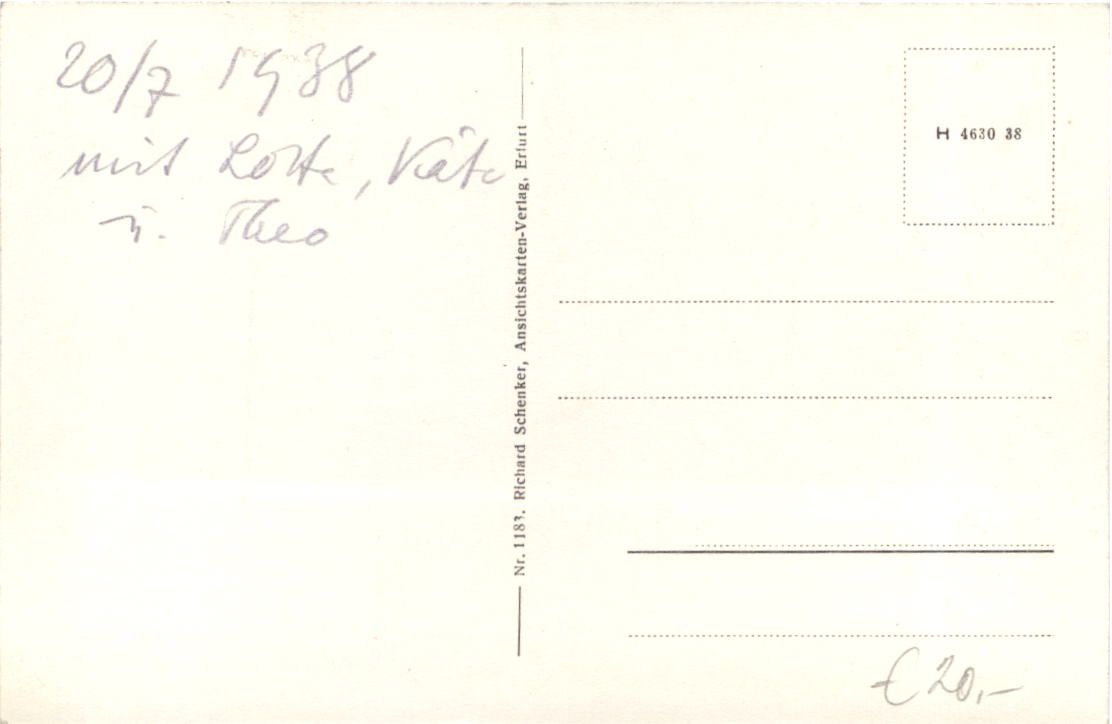 20/7 1938
mit Lotte, Käte
u. Theo
Nr. 1183. Richard Schenker, Ansichtskarten-Verlag, Erfurt
H 4630 38
€ 20,-